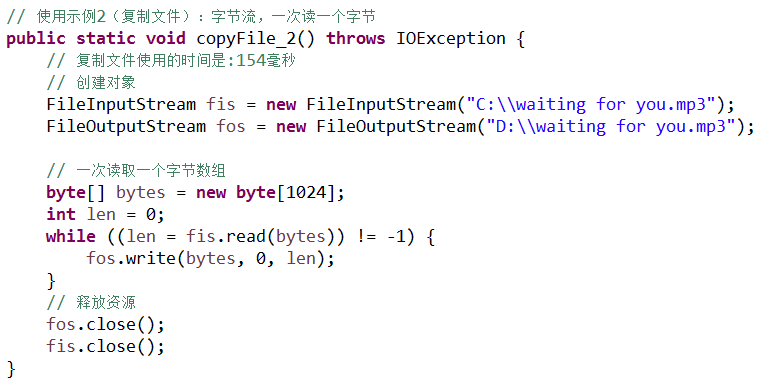 // 使用示例2（复制文件）：字节流，一次读一个字节
public static void copyFile_2() throws IOException {
    // 复制文件使用的时间是:154毫秒
    // 创建对象
    FileInputStream fis = new FileInputStream("C:\\waiting for you.mp3");
    FileOutputStream fos = new FileOutputStream("D:\\waiting for you.mp3");

    // 一次读取一个字节数组
    byte[] bytes = new byte[1024];
    int len = 0;
    while ((len = fis.read(bytes)) != -1) {
        fos.write(bytes, 0, len);
    }
    // 释放资源
    fos.close();
    fis.close();
}